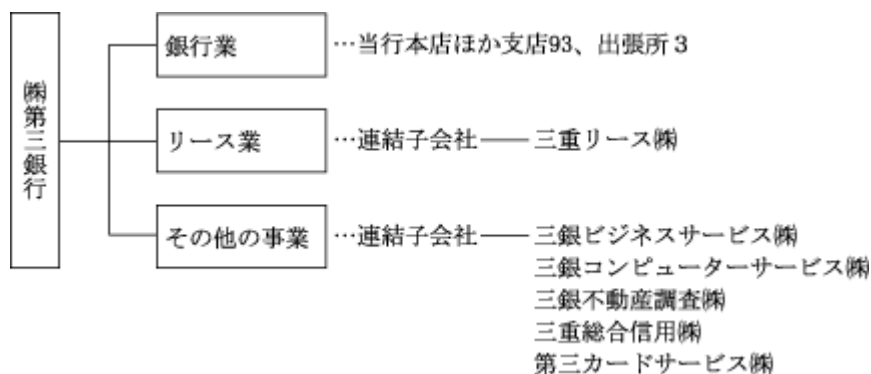 ㈱第三銀行
銀行業 …当行本店ほか支店93、出張所３
リース業 …連結子会社―― 三重リース㈱
その他の事業 …連結子会社―― 三銀ビジネスサービス㈱
三銀コンピューターサービス㈱
三銀不動産調査㈱
三重総合信用㈱
第三カードサービス㈱